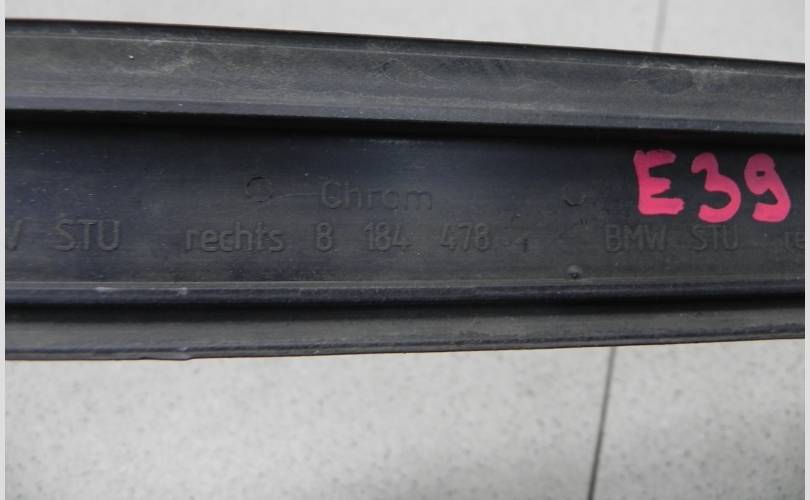 E39
Chrom
STU rechts 8 184 478 BMW STU